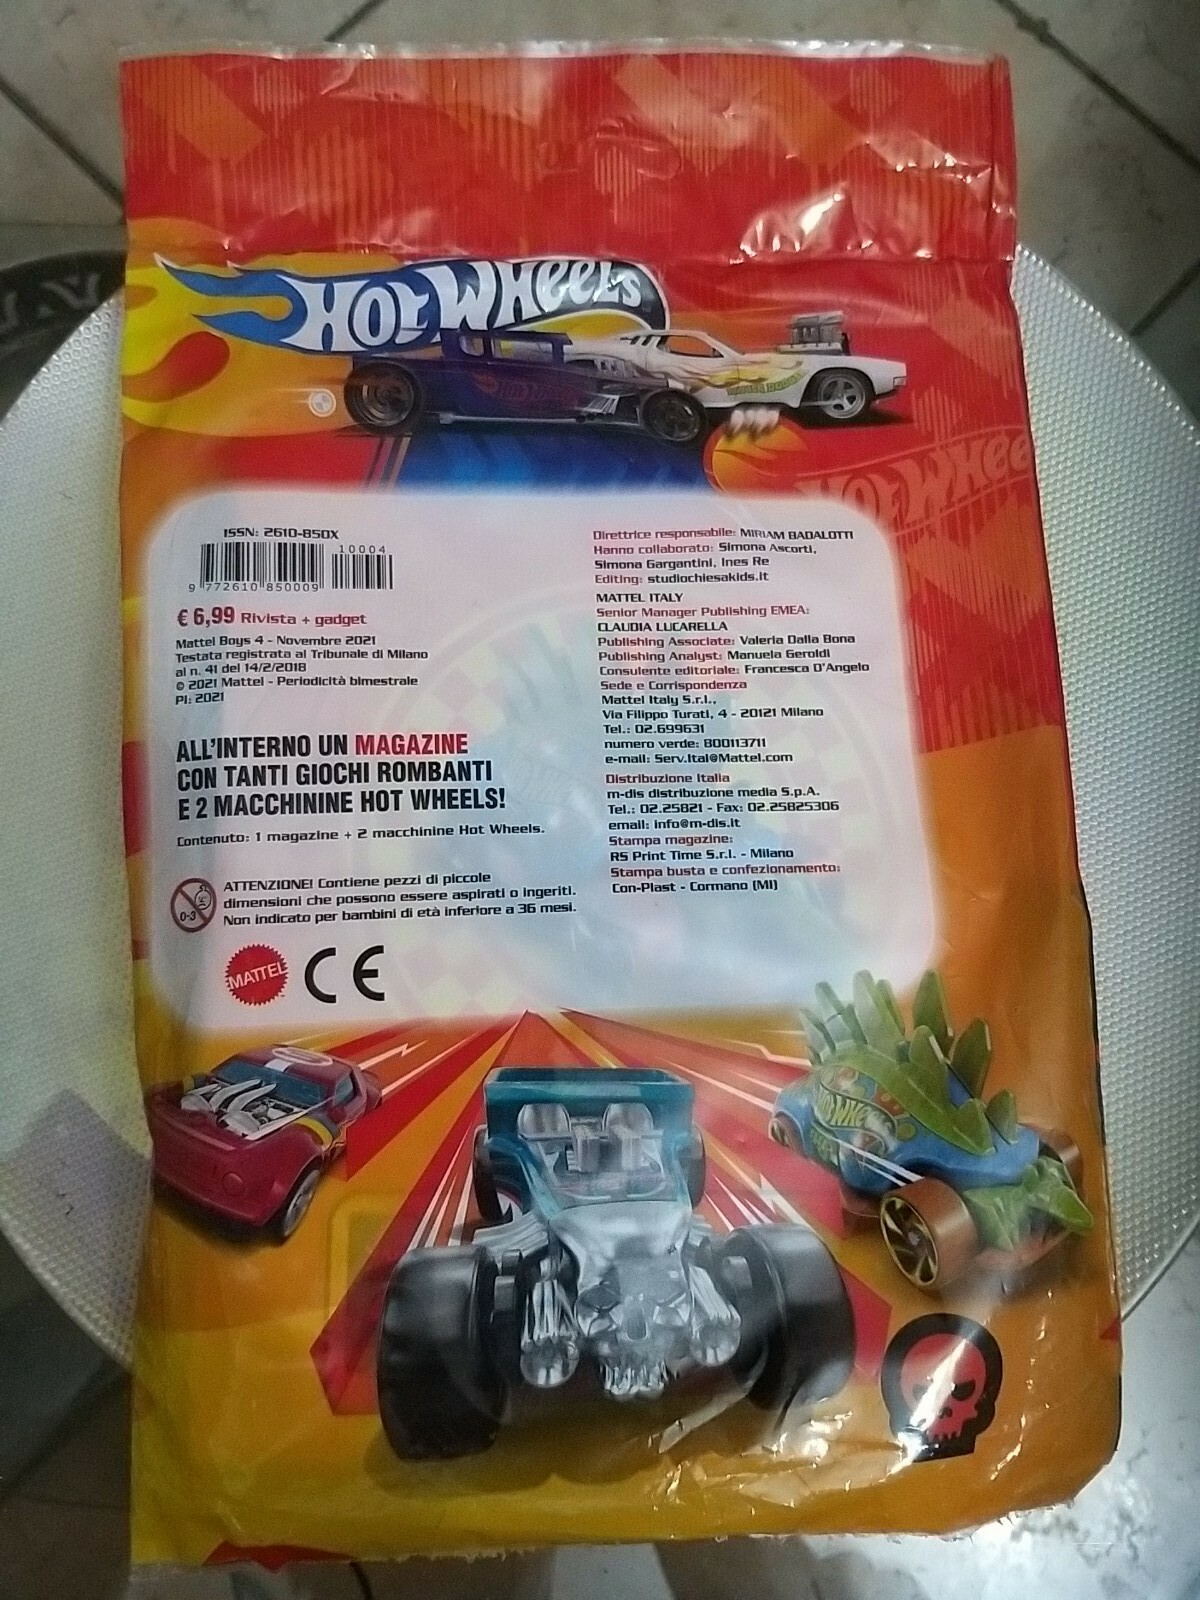 HOT WHEELS
HOT WHEE
ISSN: 2610-850X
10004
9 772610 850009
€ 6,99 Rivista + gadget
Mattel Boys 4 - Novembre 2021
Testata registrata al Tribunale di Milano
al n. 41 del 14/2/2018
© 2021 Mattel - Periodicità bimestrale
PI: 2021
ALL'INTERNO UN MAGAZINE
CON TANTI GIOCHI ROMBANTI
E 2 MACCHININE HOT WHEELS!
Contenuto: 1 magazine + 2 macchinine Hot Wheels.
0-3
ATTENZIONE! Contiene pezzi di piccole
dimensioni che possono essere aspirati o ingeriti.
Non indicato per bambini di età inferiore a 36 mesi.
MATTEL
CE
Direttrice responsabile: MIRIAM BADALOTTI
Hanno collaborato: Simona Ascorti,
Simona Gargantini, Ines Re
Editing: studiochiesakids.it
MATTEL ITALY
Senior Manager Publishing EMEA:
CLAUDIA LUCARELLA
Publishing Associate: Valeria Dalla Bona
Publishing Analyst: Manuela Geroldi
Consulente editoriale: Francesca D'Angelo
Sede e Corrispondenza
Mattel Italy S.r.l.,
Via Filippo Turati, 4 - 20121 Milano
Tel.: 02.699631
numero verde: 800113711
e-mail: Serv.Ital@Mattel.com
Distribuzione Italia
m-dis distribuzione media S.p.A.
Tel.: 02.25821 - Fax: 02.25825306
email: info@m-dis.it
Stampa magazine:
RS Print Time S.r.l. - Milano
Stampa busta e confezionamento:
Con-Plast - Cormano (MI)
HOT WHEELS